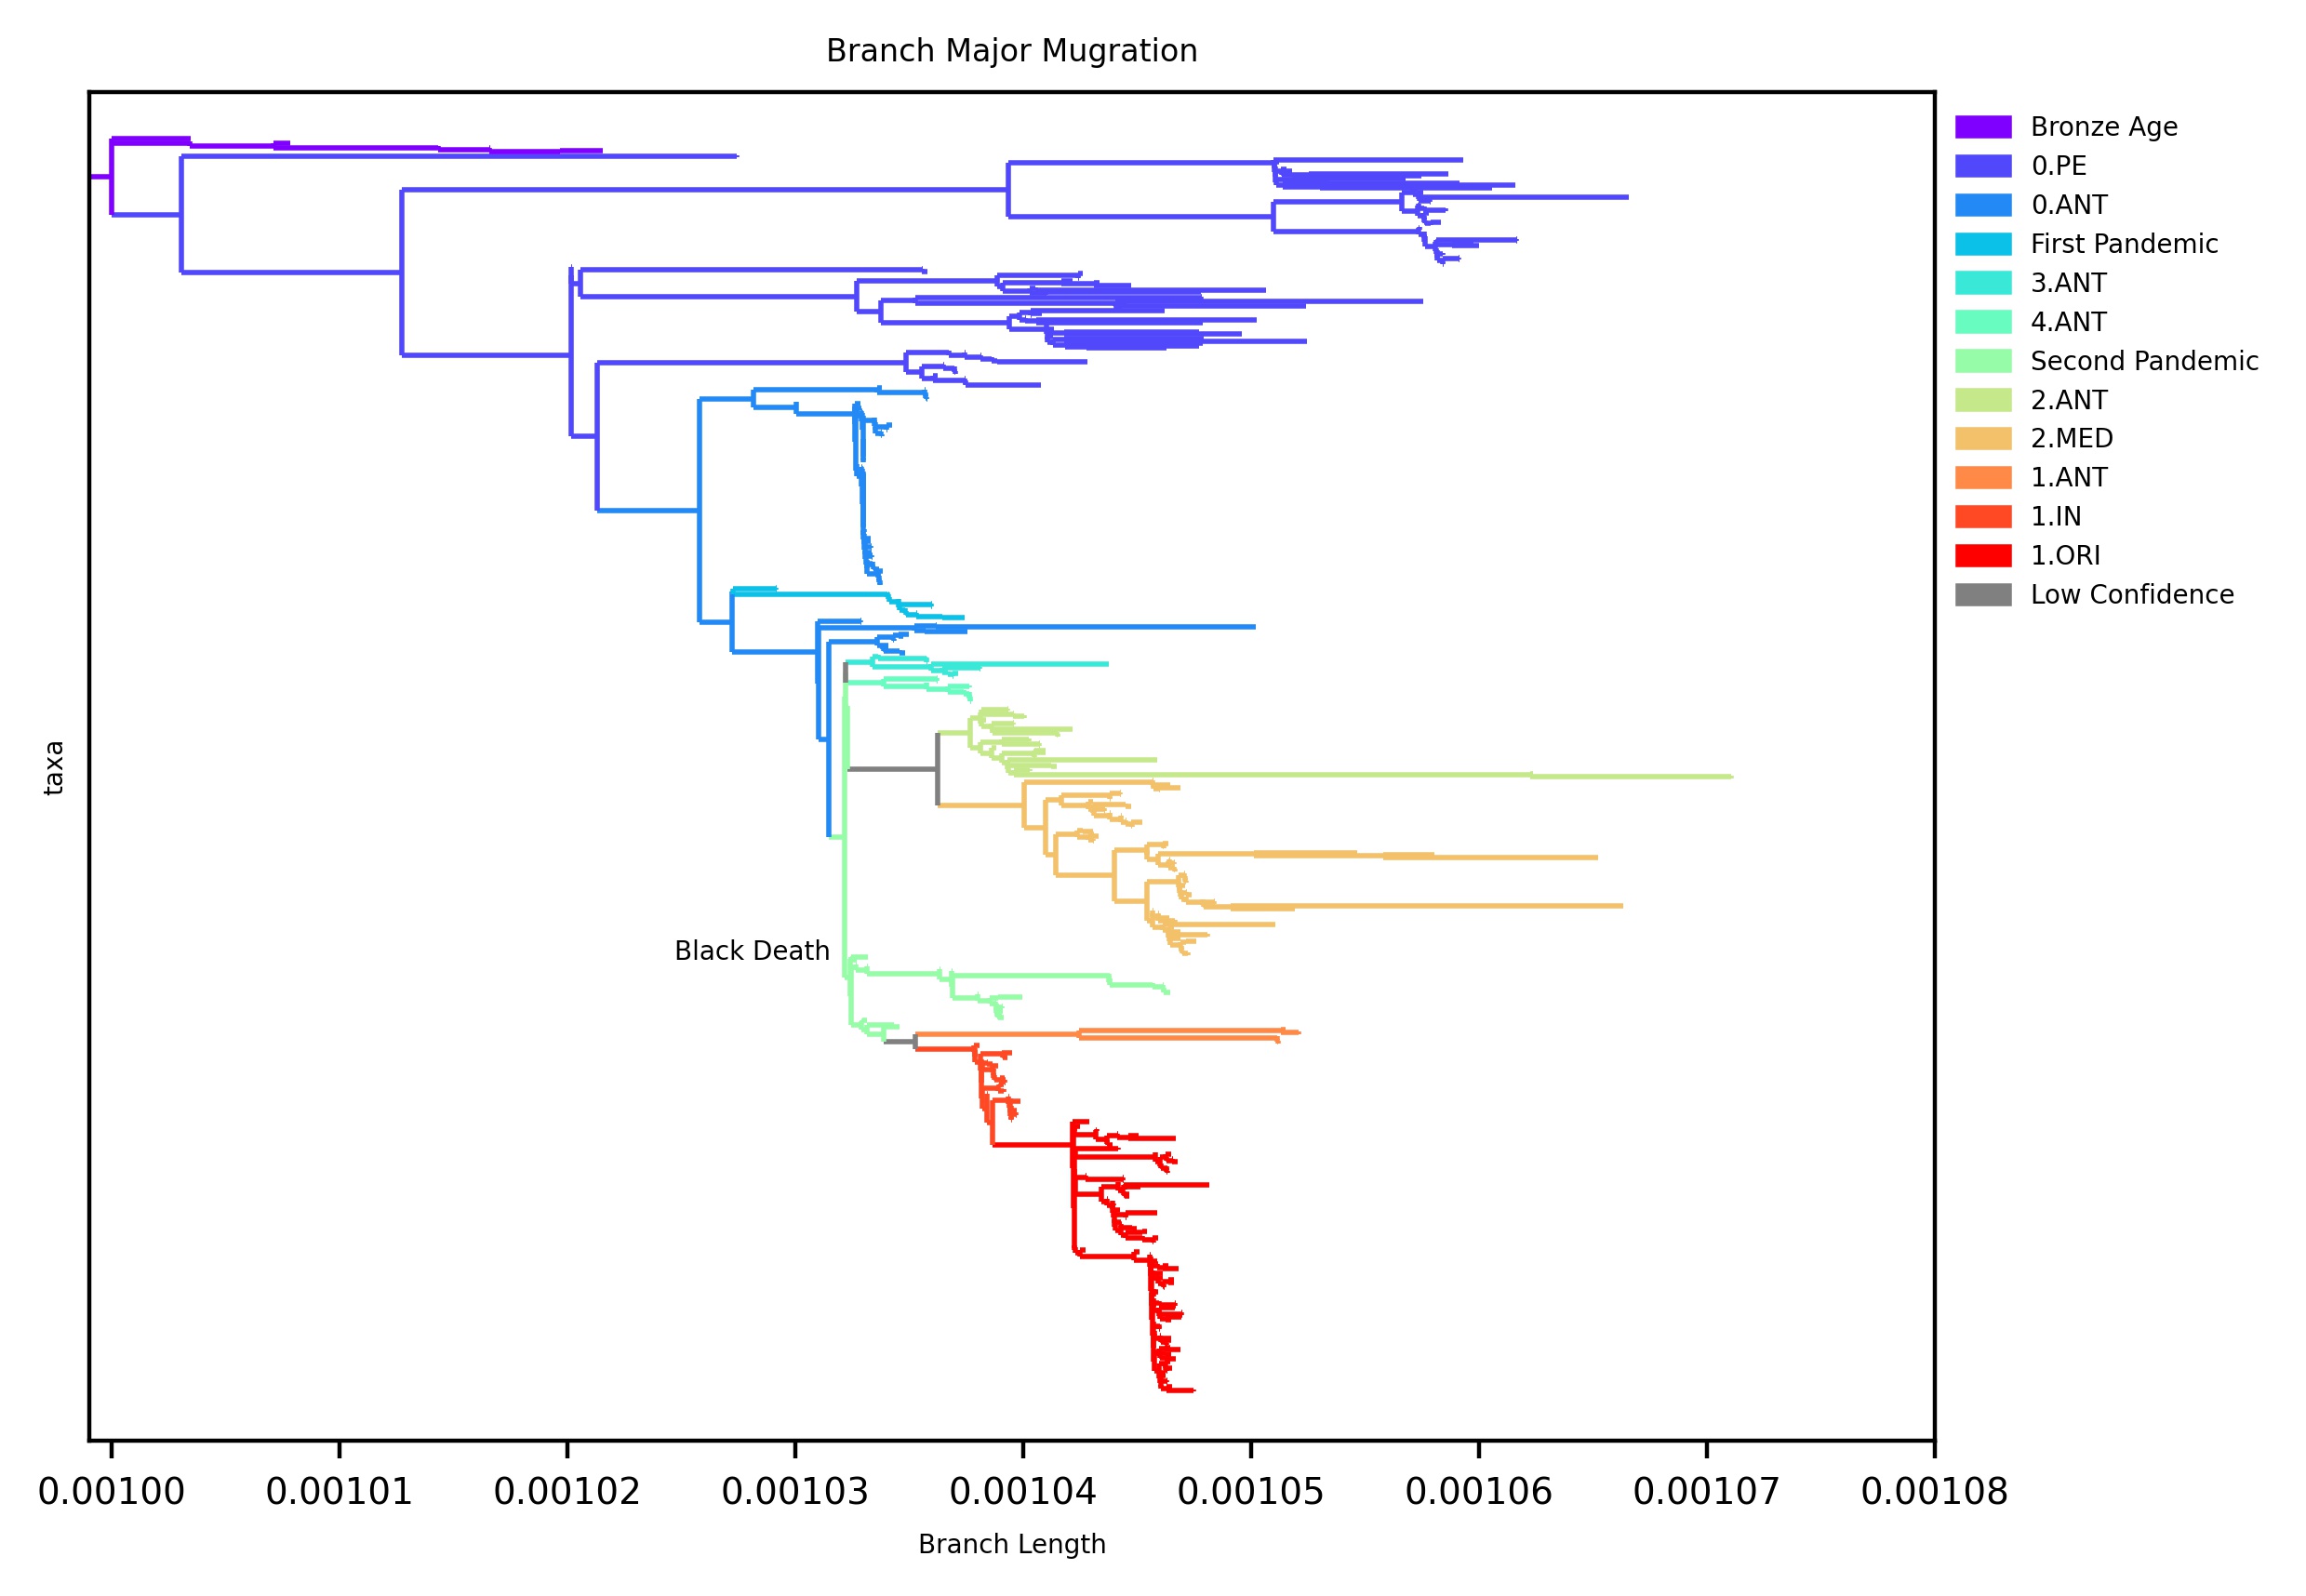 Branch Major Mugration
Bronze Age
0.PE
0.ANT
First Pandemic
3.ANT
4.ANT
Second Pandemic
2.ANT
2.MED
1.ANT
1.IN
1.ORI
Low Confidence
taxa
Black Death
0.00100 0.00101 0.00102 0.00103 0.00104 0.00105 0.00106 0.00107 0.00108
Branch Length